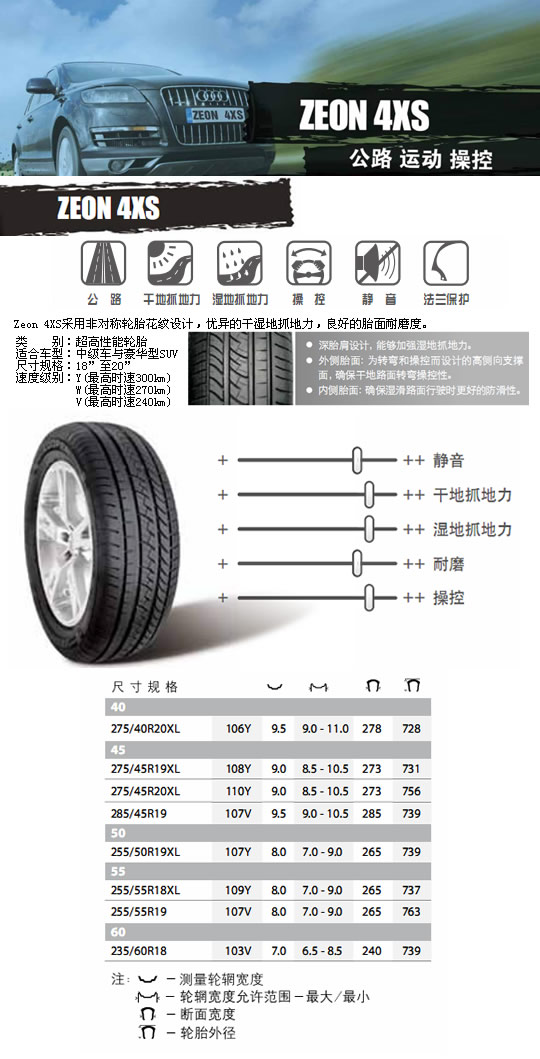 ZEON 4XS
ZEON 4XS
公路 运动 操控
ZEON 4XS
公路 干地抓地力 湿地抓地力 操控 静音 法兰保护
Zeon 4XS采用非对称轮胎花纹设计，优异的干湿地抓地力，良好的胎面耐磨度。
类 别：超高性能轮胎
适合车型：中级车与豪华型SUV
尺寸规格：18”至20”
速度级别：Y(最高时速300km)
W(最高时速270km)
V(最高时速240km)
● 深胎肩设计，能够加强湿地抓地力。
● 外侧胎面：为转弯和操控而设计的高侧向支撑
面，确保干地路面转弯操控性。
● 内侧胎面：确保湿滑路面行驶时更好的防滑性。
+ ++ 静音
+ ++ 干地抓地力
+ ++ 湿地抓地力
+ ++ 耐磨
+ ++ 操控
尺寸规格
40
275/40R20XL 106Y 9.5 9.0 - 11.0 278 728
45
275/45R19XL 108Y 9.0 8.5 - 10.5 273 731
275/45R20XL 110Y 9.0 8.5 - 10.5 273 756
285/45R19 107V 9.5 9.0 - 10.5 285 739
50
255/50R19XL 107Y 8.0 7.0 - 9.0 265 739
55
255/55R18XL 109Y 8.0 7.0 - 9.0 265 737
255/55R19 107V 8.0 7.0 - 9.0 265 763
60
235/60R18 103V 7.0 6.5 - 8.5 240 739
注： － 测量轮辋宽度
－ 轮辋宽度允许范围－最大/最小
－ 断面宽度
－ 轮胎外径